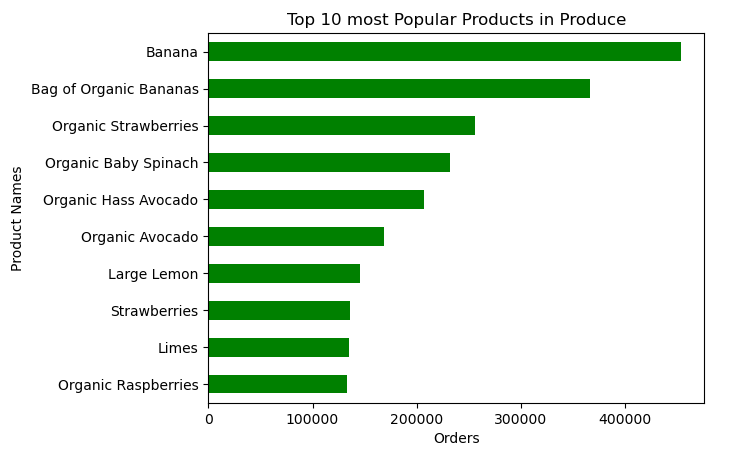 Top 10 most Popular Products in Produce
Product Names
Banana
Bag of Organic Bananas
Organic Strawberries
Organic Baby Spinach
Organic Hass Avocado
Organic Avocado
Large Lemon
Strawberries
Limes
Organic Raspberries
0 100000 200000 300000 400000
Orders